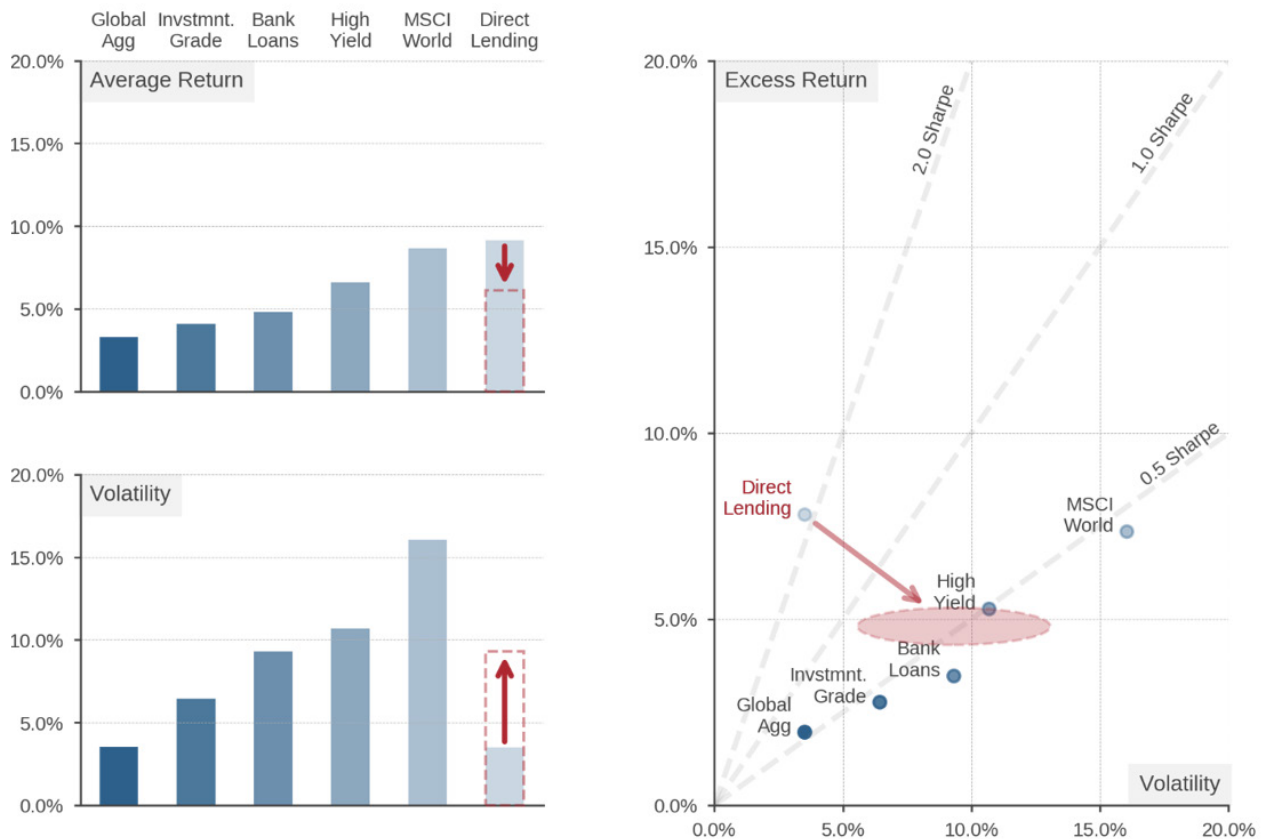 Global Agg
Invstmnt. Grade
Bank Loans
High Yield
MSCI World
Direct Lending
20.0%
Average Return
15.0%
10.0%
5.0%
0.0%
20.0%
Volatility
15.0%
10.0%
5.0%
0.0%
20.0%
Excess Return
2.0 Sharpe
1.0 Sharpe
15.0%
10.0%
0.5 Sharpe
Direct
Lending
MSCI
World
High
Yield
5.0%
Bank
Loans
Invstmnt.
Grade
Global
Agg
Volatility
0.0%
0.0%
5.0%
10.0%
15.0%
20.0%